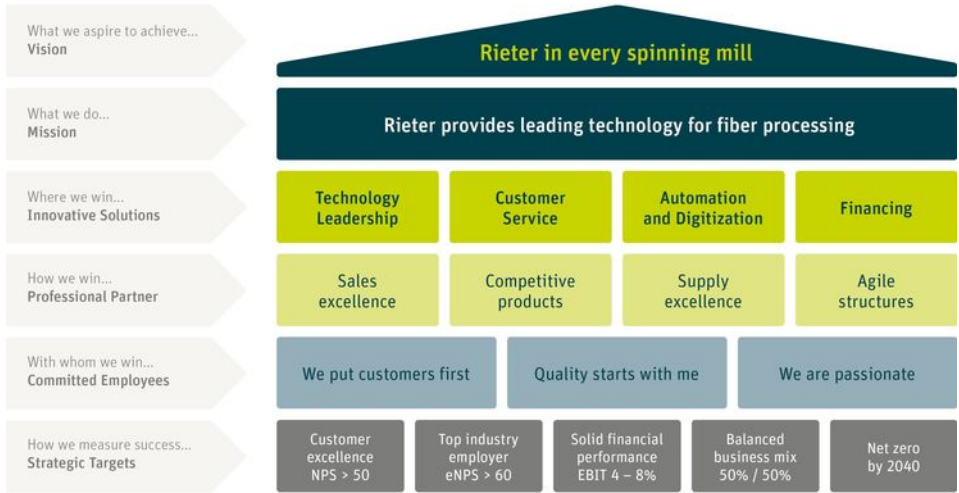 What we aspire to achieve...
Vision
Rieter in every spinning mill
What we do...
Mission
Rieter provides leading technology for fiber processing
Where we win...
Innovative Solutions
Technology
Leadership
Customer
Service
Automation
and Digitization
Financing
How we win...
Professional Partner
Sales
excellence
Competitive
products
Supply
excellence
Agile
structures
With whom we win...
Committed Employees
We put customers first
Quality starts with me
We are passionate
How we measure success...
Strategic Targets
Customer
excellence
NPS > 50
Top industry
employer
eNPS > 60
Solid financial
performance
EBIT 4 – 8%
Balanced
business mix
50% / 50%
Net zero
by 2040